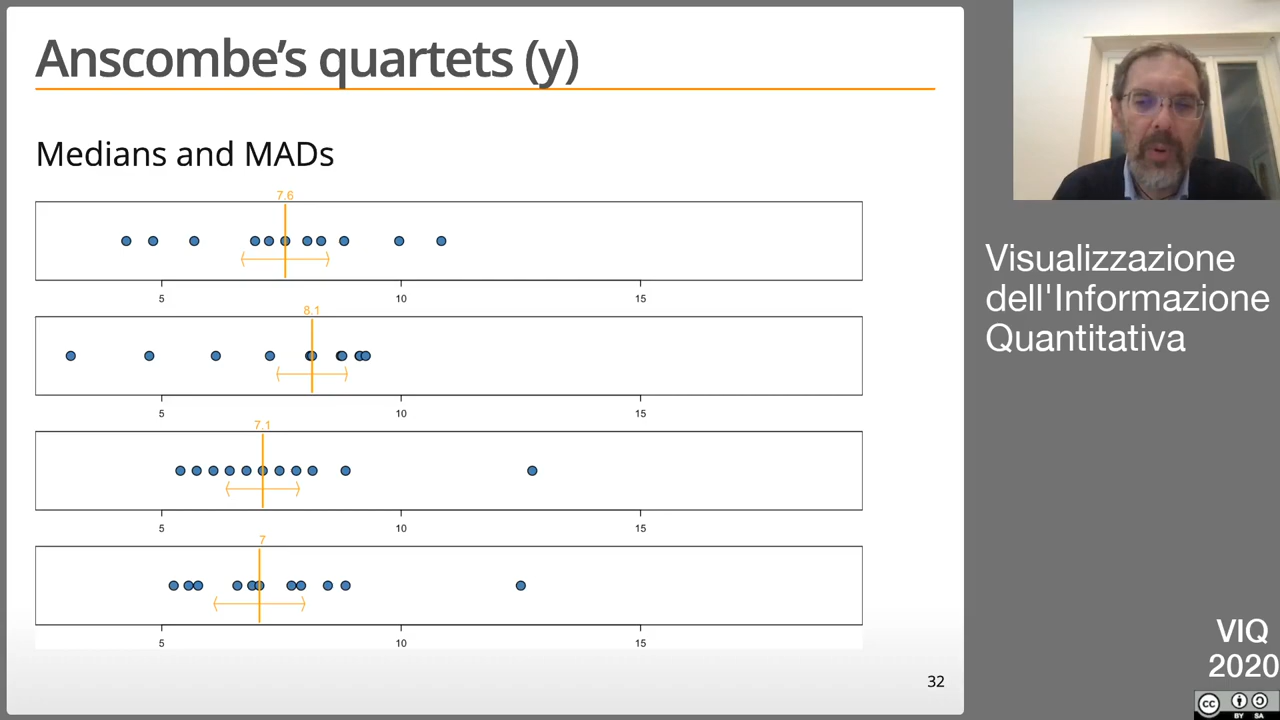 Anscombe’s quartets (y)
Medians and MADs
7.6
5 10 15
8.1
5 10 15
7.1
5 10 15
7
5 10 15
32
Visualizzazione
dell'Informazione
Quantitativa
VIQ
2020
cc
BY SA